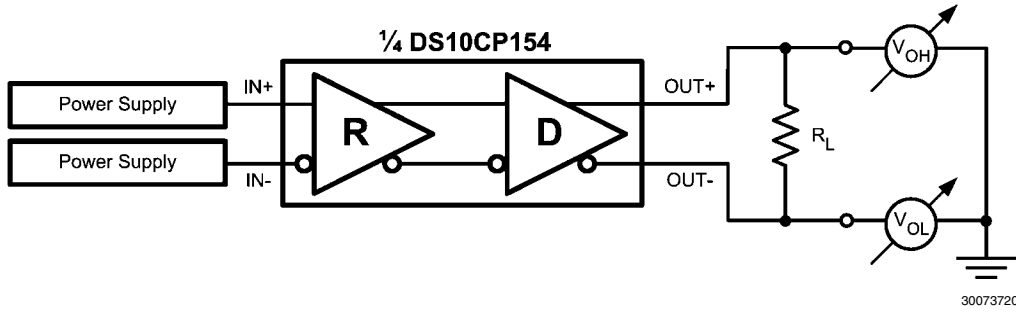 ¼ DS10CP154
Power Supply
IN+
R
D
OUT+
V_OH
Power Supply
IN-
OUT-
R_L
V_OL
30073720